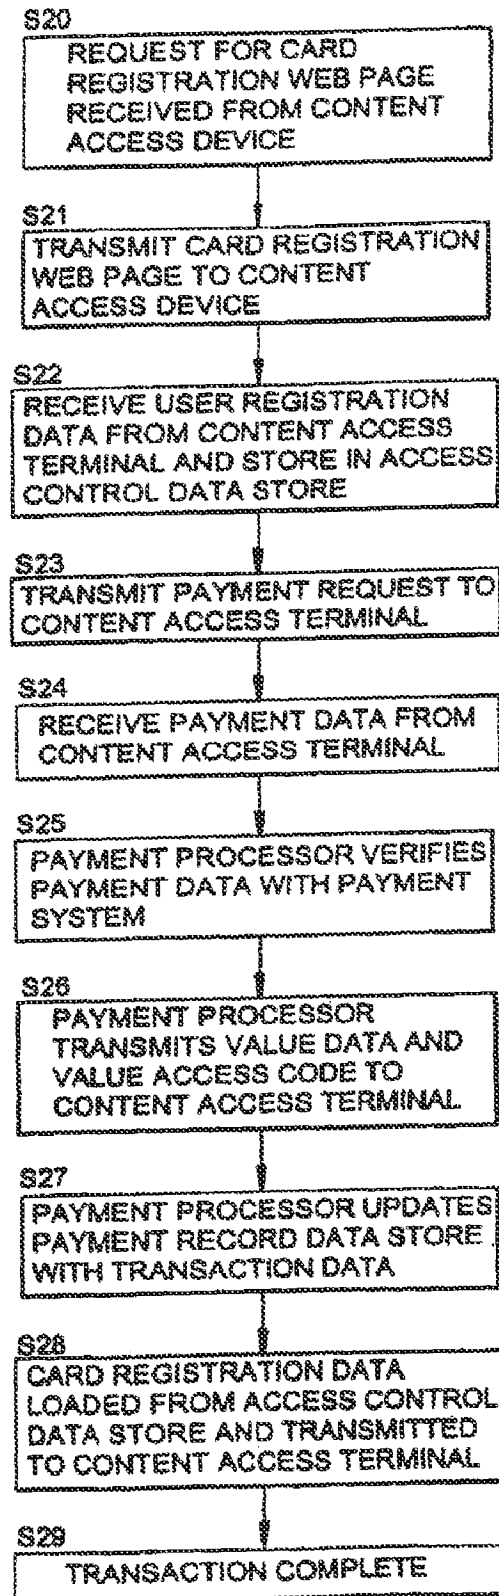 S20
REQUEST FOR CARD
REGISTRATION WEB PAGE
RECEIVED FROM CONTENT
ACCESS DEVICE
S21
TRANSMIT CARD REGISTRATION
WEB PAGE TO CONTENT
ACCESS DEVICE
S22
RECEIVE USER REGISTRATION
DATA FROM CONTENT ACCESS
TERMINAL AND STORE IN ACCESS
CONTROL DATA STORE
S23
TRANSMIT PAYMENT REQUEST TO
CONTENT ACCESS TERMINAL
S24
RECEIVE PAYMENT DATA FROM
CONTENT ACCESS TERMINAL
S25
PAYMENT PROCESSOR VERIFIES
PAYMENT DATA WITH PAYMENT
SYSTEM
S26
PAYMENT PROCESSOR
TRANSMITS VALUE DATA AND
VALUE ACCESS CODE TO
CONTENT ACCESS TERMINAL
S27
PAYMENT PROCESSOR UPDATES
PAYMENT RECORD DATA STORE
WITH TRANSACTION DATA
S28
CARD REGISTRATION DATA
LOADED FROM ACCESS CONTROL
DATA STORE AND TRANSMITTED
TO CONTENT ACCESS TERMINAL
S29
TRANSACTION COMPLETE